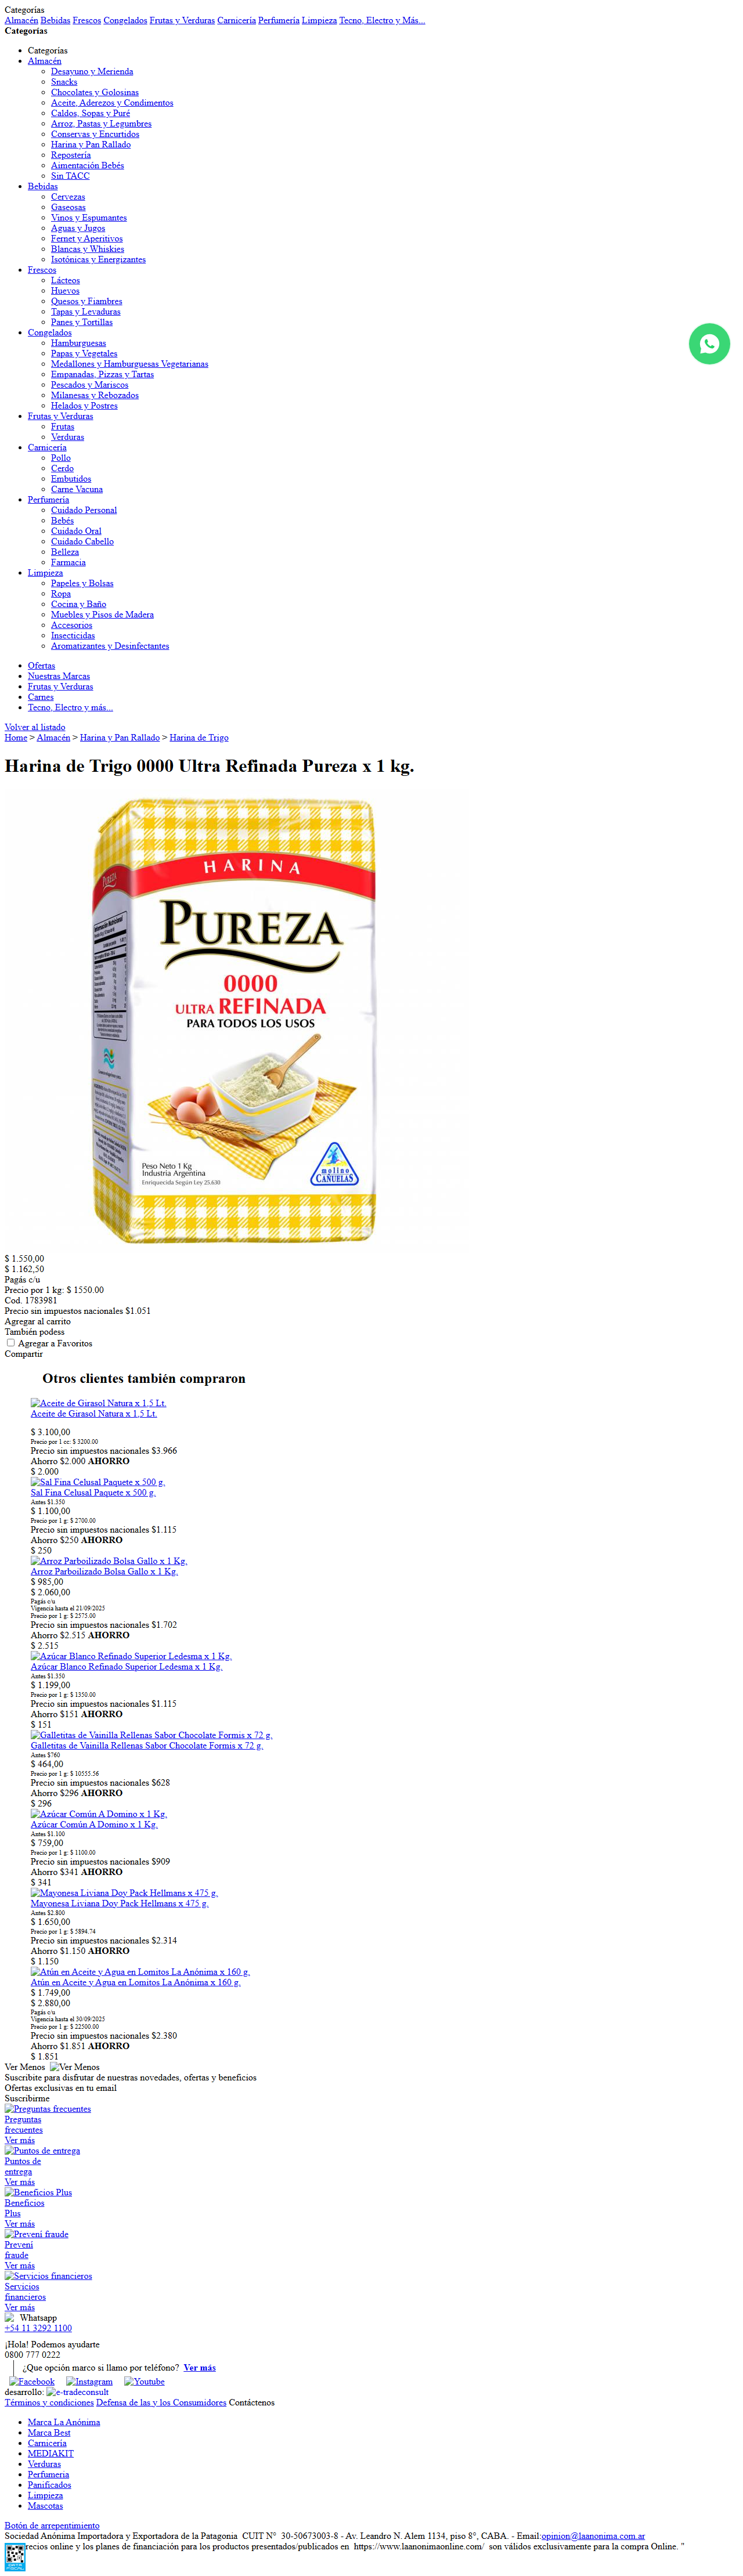 Categorías
Almacén Bebidas Frescos Congelados Frutas y Verduras Carnicería Perfumería Limpieza Tecno, Electro y Más...
Categorías
Categorías
Almacén
Desayuno y Merienda
Snacks
Chocolates y Golosinas
Aceite, Aderezos y Condimentos
Caldos, Sopas y Puré
Arroz, Pastas y Legumbres
Conservas y Encurtidos
Harina y Pan Rallado
Repostería
Aimentación Bebés
Sin TACC
Bebidas
Cervezas
Gaseosas
Vinos y Espumantes
Aguas y Jugos
Fernet y Aperitivos
Blancas y Whiskies
Isotónicas y Energizantes
Frescos
Lácteos
Huevos
Quesos y Fiambres
Tapas y Levaduras
Panes y Tortillas
Congelados
Hamburguesas
Papas y Vegetales
Medallones y Hamburguesas Vegetarianas
Empanadas, Pizzas y Tartas
Pescados y Mariscos
Milanesas y Rebozados
Helados y Postres
Frutas y Verduras
Frutas
Verduras
Carnicería
Pollo
Cerdo
Embutidos
Carne Vacuna
Perfumería
Cuidado Personal
Bebés
Cuidado Oral
Cuidado Cabello
Belleza
Farmacia
Limpieza
Papeles y Bolsas
Ropa
Cocina y Baño
Muebles y Pisos de Madera
Accesorios
Insecticidas
Aromatizantes y Desinfectantes
Ofertas
Nuestras Marcas
Frutas y Verduras
Carnes
Tecno, Electro y más...
Volver al listado
Home > Almacén > Harina y Pan Rallado > Harina de Trigo
Harina de Trigo 0000 Ultra Refinada Pureza x 1 kg.
HARINA
PUREZA
0000
ULTRA REFINADA
PARA TODOS LOS USOS
Peso Neto 1 Kg
Industria Argentina
Enriquecida Según Ley 25.630
molino
CAÑUELAS
$ 1.550,00
$ 1.162,50
Pagás c/u
Precio por 1 kg: $ 1550.00
Cod. 1783981
Precio sin impuestos nacionales $1.051
Agregar al carrito
También podess
Agregar a Favoritos
Compartir
Otros clientes también compraron
Aceite de Girasol Natura x 1,5 Lt.
Aceite de Girasol Natura x 1,5 Lt.
$ 3.100,00
Precio por 1 cc: $ 3200.00
Precio sin impuestos nacionales $3.966
Ahorro $2.000 AHORRO
$ 2.000
Sal Fina Celusal Paquete x 500 g.
Sal Fina Celusal Paquete x 500 g.
Antes $1.350
$ 1.100,00
Precio por 1 g: $ 2700.00
Precio sin impuestos nacionales $1.115
Ahorro $250 AHORRO
$ 250
Arroz Parboilizado Bolsa Gallo x 1 Kg.
Arroz Parboilizado Bolsa Gallo x 1 Kg.
$ 985,00
$ 2.060,00
Pagás c/u
Vigencia hasta el 21/09/2025
Precio por 1 g: $ 2575.00
Precio sin impuestos nacionales $1.702
Ahorro $2.515 AHORRO
$ 2.515
Azúcar Blanco Refinado Superior Ledesma x 1 Kg.
Azúcar Blanco Refinado Superior Ledesma x 1 Kg.
Antes $1.350
$ 1.199,00
Precio por 1 g: $ 1350.00
Precio sin impuestos nacionales $1.115
Ahorro $151 AHORRO
$ 151
Galletitas de Vainilla Rellenas Sabor Chocolate Formis x 72 g.
Galletitas de Vainilla Rellenas Sabor Chocolate Formis x 72 g.
Antes $760
$ 464,00
Precio por 1 g: $ 10555.56
Precio sin impuestos nacionales $628
Ahorro $296 AHORRO
$ 296
Azúcar Común A Domino x 1 Kg.
Azúcar Común A Domino x 1 Kg.
Antes $1.100
$ 759,00
Precio por 1 g: $ 1100.00
Precio sin impuestos nacionales $909
Ahorro $341 AHORRO
$ 341
Mayonesa Liviana Doy Pack Hellmans x 475 g.
Mayonesa Liviana Doy Pack Hellmans x 475 g.
Antes $2.800
$ 1.650,00
Precio por 1 g: $ 5894.74
Precio sin impuestos nacionales $2.314
Ahorro $1.150 AHORRO
$ 1.150
Atún en Aceite y Agua en Lomitos La Anónima x 160 g.
Atún en Aceite y Agua en Lomitos La Anónima x 160 g.
$ 1.749,00
$ 2.880,00
Pagás c/u
Vigencia hasta el 30/09/2025
Precio por 1 g: $ 22500.00
Precio sin impuestos nacionales $2.380
Ahorro $1.851 AHORRO
$ 1.851
Ver Menos Ver Menos
Suscribite para disfrutar de nuestras novedades, ofertas y beneficios
Ofertas exclusivas en tu email
Suscribirme
Preguntas frecuentes
Preguntas
frecuentes
Ver más
Puntos de entrega
Puntos de
entrega
Ver más
Beneficios Plus
Beneficios
Plus
Ver más
Prevení fraude
Prevení
fraude
Ver más
Servicios financieros
Servicios
financieros
Ver más
Whatsapp
+54 11 3292 1100
¡Hola! Podemos ayudarte
0800 777 0222
¿Que opción marco si llamo por teléfono? Ver más
Facebook Instagram Youtube
desarrollo: e-tradeconsult
Términos y condiciones Defensa de las y los Consumidores Contáctenos
Marca La Anónima
Marca Best
Carnicería
MEDIAKIT
Verduras
Perfumeria
Panificados
Limpieza
Mascotas
Botón de arrepentimiento
Sociedad Anónima Importadora y Exportadora de la Patagonia CUIT N° 30-50673003-8 - Av. Leandro N. Alem 1134, piso 8°, CABA. - Email:opinion@laanonima.com.ar
recios online y los planes de financiación para los productos presentados/publicados en https://www.laanonimaonline.com/ son válidos exclusivamente para la compra Online. "